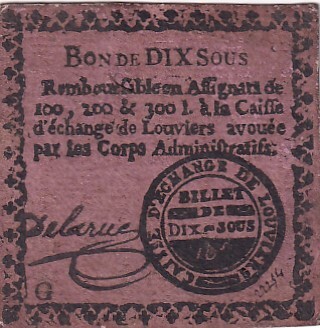 BON DE DIX SOUS
Remboursable en Assignats de
100, 200 & 300 l. à la Caisse
d'échange de Louviers avouée
par les Corps Administratifs.
Delarue
CAISSE D'ÉCHANGE DE LOUVIERS
BILLET
DE
DIX-SOUS
G